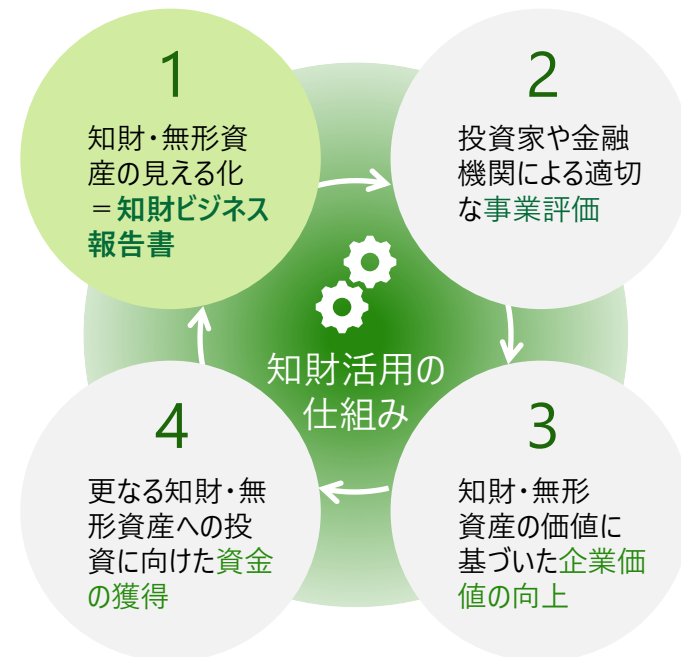 1
知財・無形資
産の見える化
＝知財ビジネス
報告書
2
投資家や金融
機関による適切
な事業評価
知財活用の
仕組み
4
更なる知財・無
形資産への投
資に向けた資金
の獲得
3
知財・無形
資産の価値に
基づいた企業価
値の向上